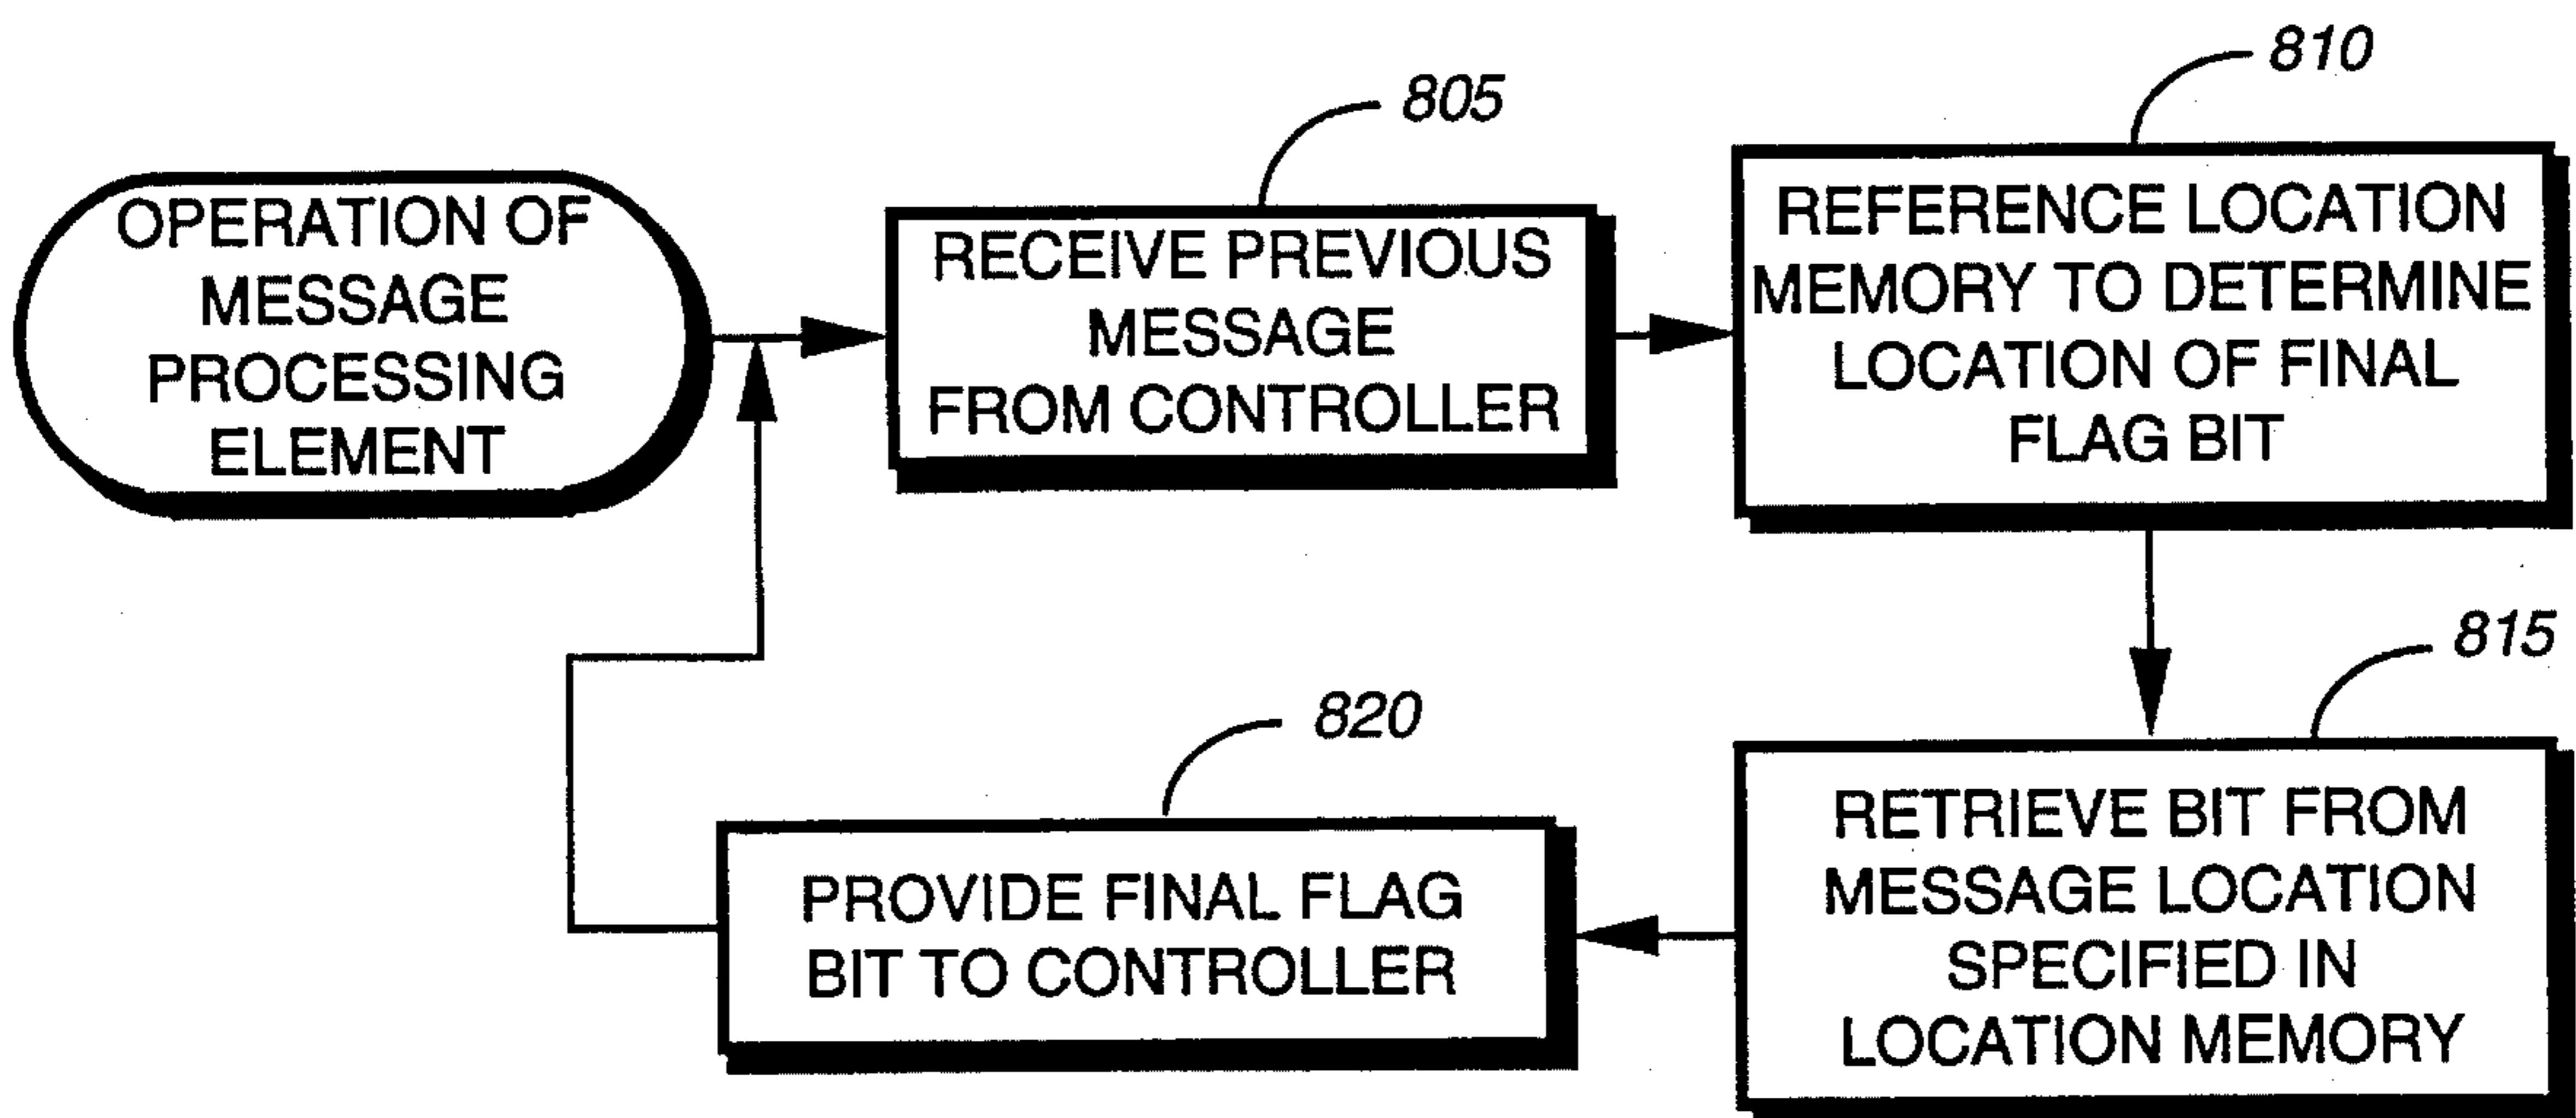 OPERATION OF
MESSAGE
PROCESSING
ELEMENT
805
RECEIVE PREVIOUS
MESSAGE
FROM CONTROLLER
810
REFERENCE LOCATION
MEMORY TO DETERMINE
LOCATION OF FINAL
FLAG BIT
815
RETRIEVE BIT FROM
MESSAGE LOCATION
SPECIFIED IN
LOCATION MEMORY
820
PROVIDE FINAL FLAG
BIT TO CONTROLLER